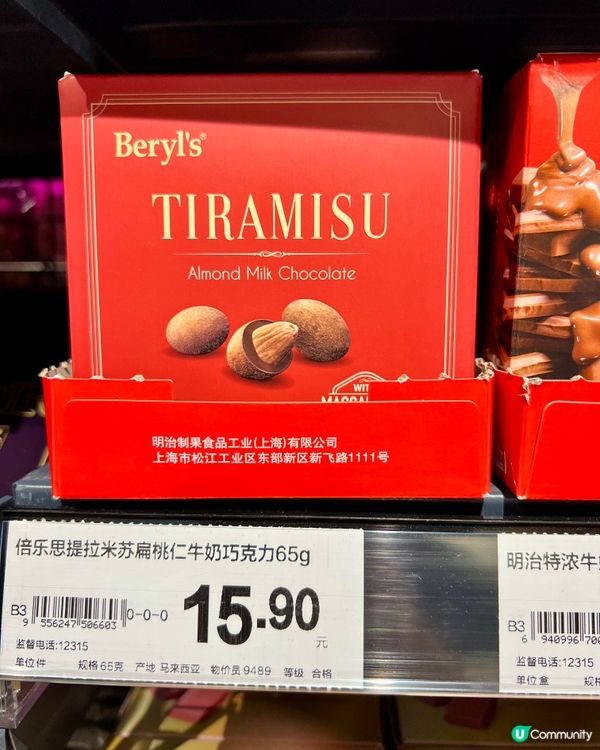 Beryl's®
TIRAMISU
Almond Milk Chocolate
WIT
明治制果食品工业(上海)有限公司
上海市松江工业区东部新区新飞路1111号
倍乐思提拉米苏扁桃仁牛奶巧克力65g
B3
9 556247 506603
0-0-0
15.90
元
监督电话:12315
单位件 规格 65克 产地 马来西亚 物价员 9489 等级 合格
明治特浓牛
B3
6 940996 700
监督电话:12315
单位盒 规
U Community